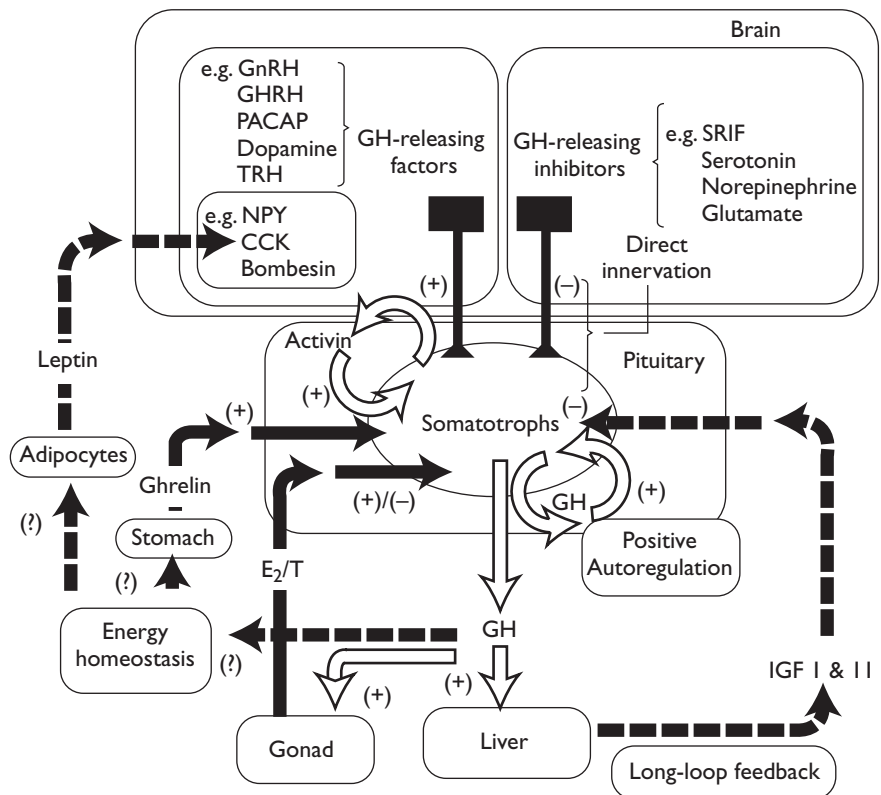 Brain
e.g. GnRH
GHRH
PACAP
Dopamine
TRH
GH-releasing
factors
e.g. NPY
CCK
Bombesin
GH-releasing
inhibitors
e.g. SRIF
Serotonin
Norepinephrine
Glutamate
Direct
innervation
(+)
(–)
Activin
(+)
Pituitary
Leptin
(+)
Somatotrophs
(–)
Adipocytes
Ghrelin
(+)/(–)
GH
(+)
(?)
Stomach
Positive
Autoregulation
(?)
E2/T
Energy
homeostasis
(?)
GH
(+)
(+)
IGF I & II
Gonad
Liver
Long-loop feedback